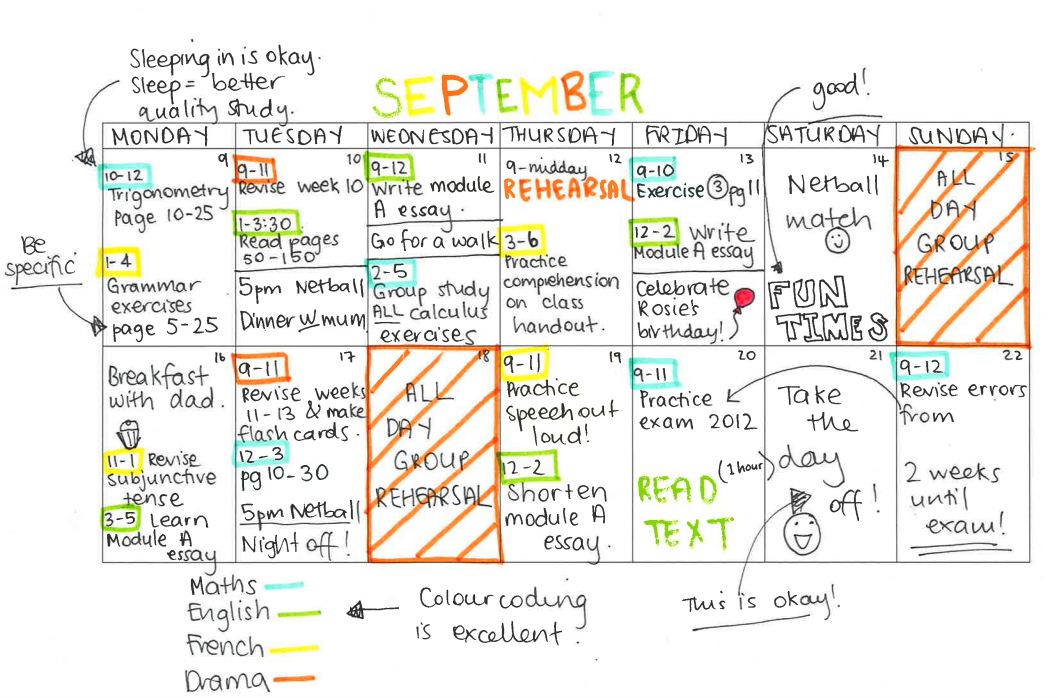 Sleeping in is okay.
Sleep = better
quality study.
SEPTEMBER
good!
MONDAY
TUESDAY
WEDNESDAY
THURSDAY
FRIDAY
SATURDAY
SUNDAY.
9
10-12
Trigonometry
Page 10-25
1-4
Grammar
exercises
page 5-25
Be
specific
10
9-11
Revise week 10
1-3:30
Read pages
50-150
5pm Netball
Dinner W mum
11
9-12
Write module
A essay.
Go for a walk
2-5
Group study
ALL calculus
exercises
12
9-midday
REHEARSAL
3-6
Practice
comprehension
on class
handout.
13
9-10
Exercise 3 pg 11
12-2 Write
Module A essay
Celebrate
Rosie's
birthday!
14
Netball
match
FUN
TIMES
15
ALL
DAY
GROUP
REHEARSAL
16
Breakfast
with dad.
11-1 Revise
subjunctive
tense
3-5 Learn
Module A
essay
17
9-11
Revise weeks
11-13 & make
flash cards.
12-3
pg 10-30
5pm Netball
Night off!
18
ALL
DAY
GROUP
REHEARSAL
19
9-11
Practice
Speech out
loud!
12-2
Shorten
module A
essay.
20
9-11
Practice
exam 2012
(1 hour)
READ
TEXT
21
Take
the
day
off!
22
9-12
Revise errors
from
2 weeks
until
exam!
Maths
English
French
Drama
Colour coding
is excellent.
This is okay!